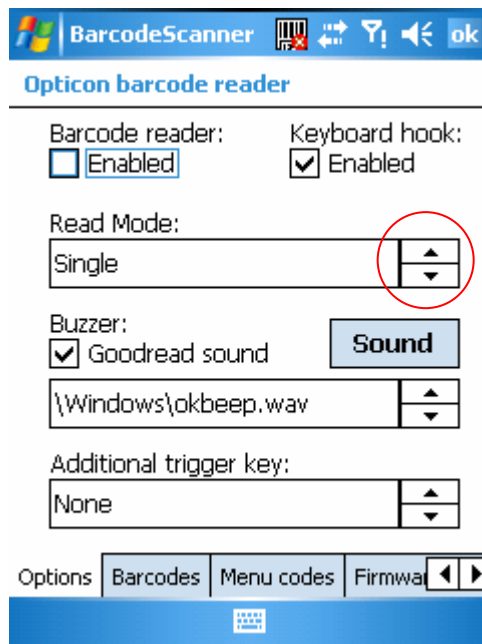 BarcodeScanner ok
Opticon barcode reader
Barcode reader: Keyboard hook:
Enabled Enabled
Read Mode:
Single
Buzzer:
Goodread sound Sound
\Windows\okbeep.wav
Additional trigger key:
None
Options Barcodes Menu codes Firmwa